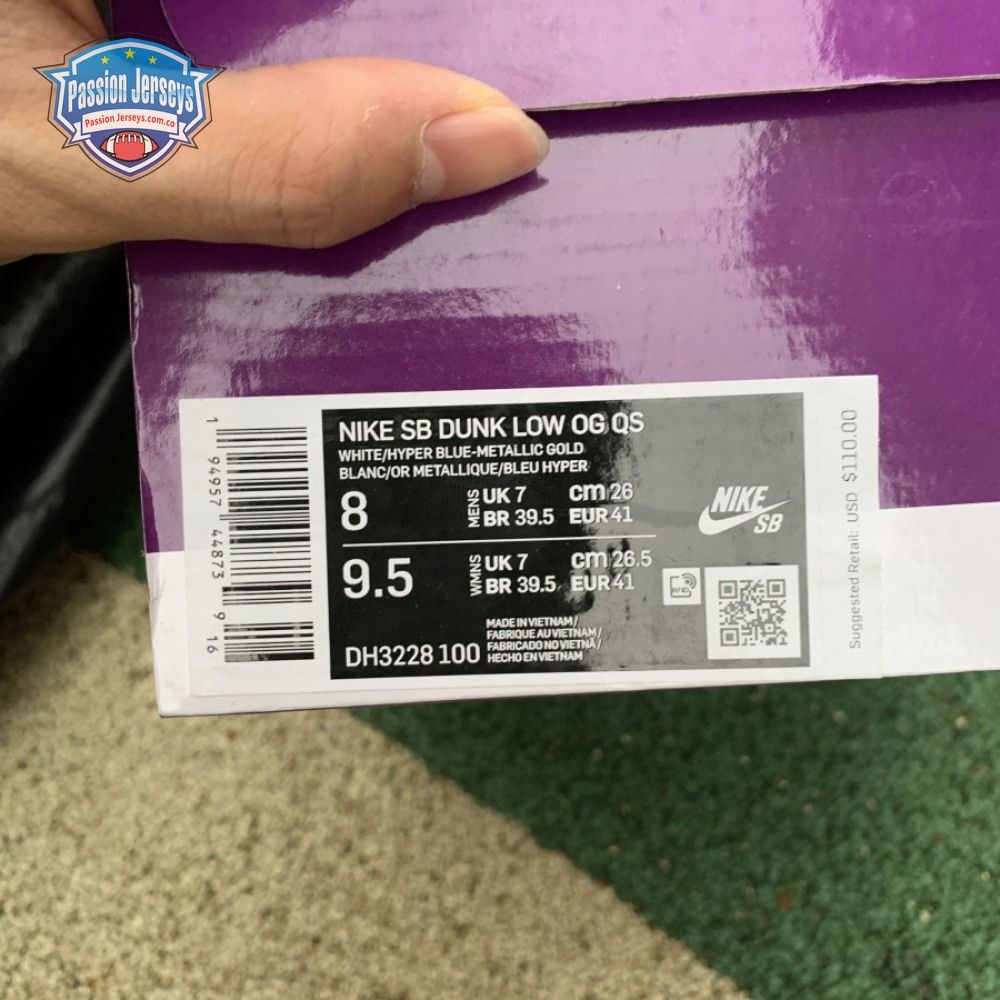 Passion Jerseys
Passion Jerseys.com.co
NIKE SB DUNK LOW OG QS
WHITE/HYPER BLUE-METALLIC GOLD
BLANC/OR METALLIQUE/BLEU HYPER
8
MENS
UK 7 cm 26
BR 39.5 EUR 41
9.5
WMNS
UK 7 cm 26.5
BR 39.5 EUR 41
RFID
DH3228 100
MADE IN VIETNAM/
FABRIQUE AU VIETNAM/
FABRICADO NO VIETNÃ/
HECHO EN VIETNAM
NIKE
SB
1 94957 44873 9 16
Suggested Retail: USD $110.00